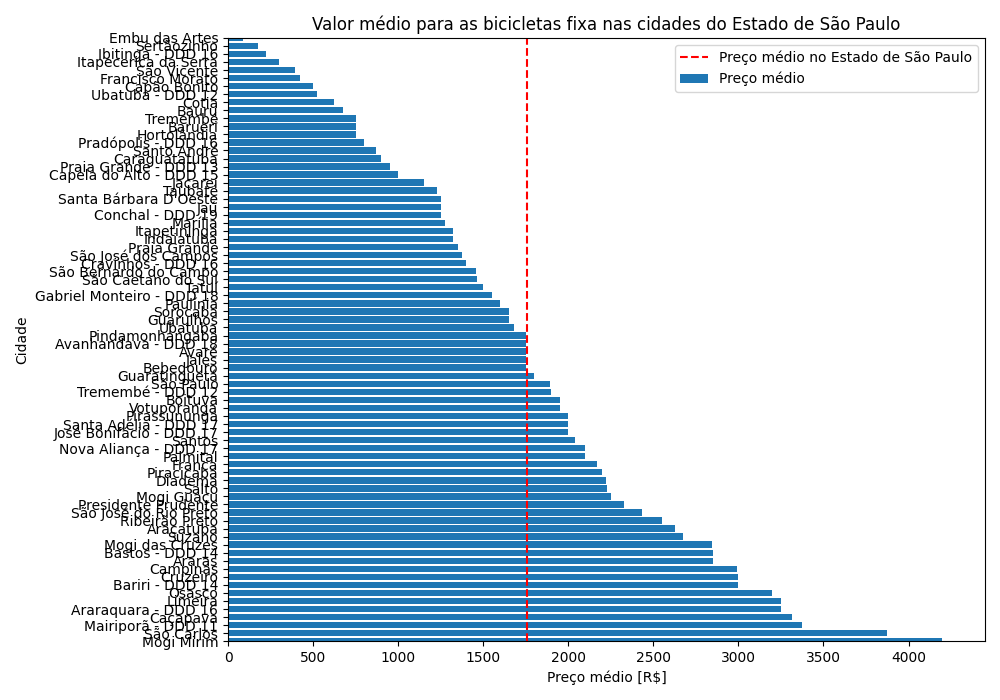 Valor médio para as bicicletas fixa nas cidades do Estado de São Paulo
Preço médio no Estado de São Paulo
Preço médio
Cidade
Embu das Artes
Sertãozinho
Ibitinga - DDD 16
Itapecerica da Serra
São Vicente
Francisco Morato
Capão Bonito
Ubatuba - DDD 12
Cotia
Bauru
Tremembé
Barueri
Hortolândia
Pradópolis - DDD 16
Santo André
Caraguatatuba
Praia Grande - DDD 13
Capela do Alto - DDD 15
Jacareí
Taubaté
Santa Bárbara D'Oeste
Jaú
Conchal - DDD 19
Marília
Itapetininga
Indaiatuba
Praia Grande
São José dos Campos
Cravinhos - DDD 16
São Bernardo do Campo
São Caetano do Sul
Tatuí
Gabriel Monteiro - DDD 18
Paulínia
Sorocaba
Guarulhos
Ubatuba
Pindamonhangaba
Avanhandava - DDD 18
Avaré
Jales
Bebedouro
Guaratinguetá
São Paulo
Tremembé - DDD 12
Boituva
Votuporanga
Pirassununga
Santa Adélia - DDD 17
José Bonifácio - DDD 17
Santos
Nova Aliança - DDD 17
Palmital
Franca
Piracicaba
Diadema
Salto
Mogi Guaçu
Presidente Prudente
São José do Rio Preto
Ribeirão Preto
Araçatuba
Suzano
Mogi das Cruzes
Bastos - DDD 14
Araras
Campinas
Cruzeiro
Bariri - DDD 14
Osasco
Limeira
Araraquara - DDD 16
Caçapava
Mairiporã - DDD 11
São Carlos
Mogi Mirim
0 500 1000 1500 2000 2500 3000 3500 4000
Preço médio [R$]